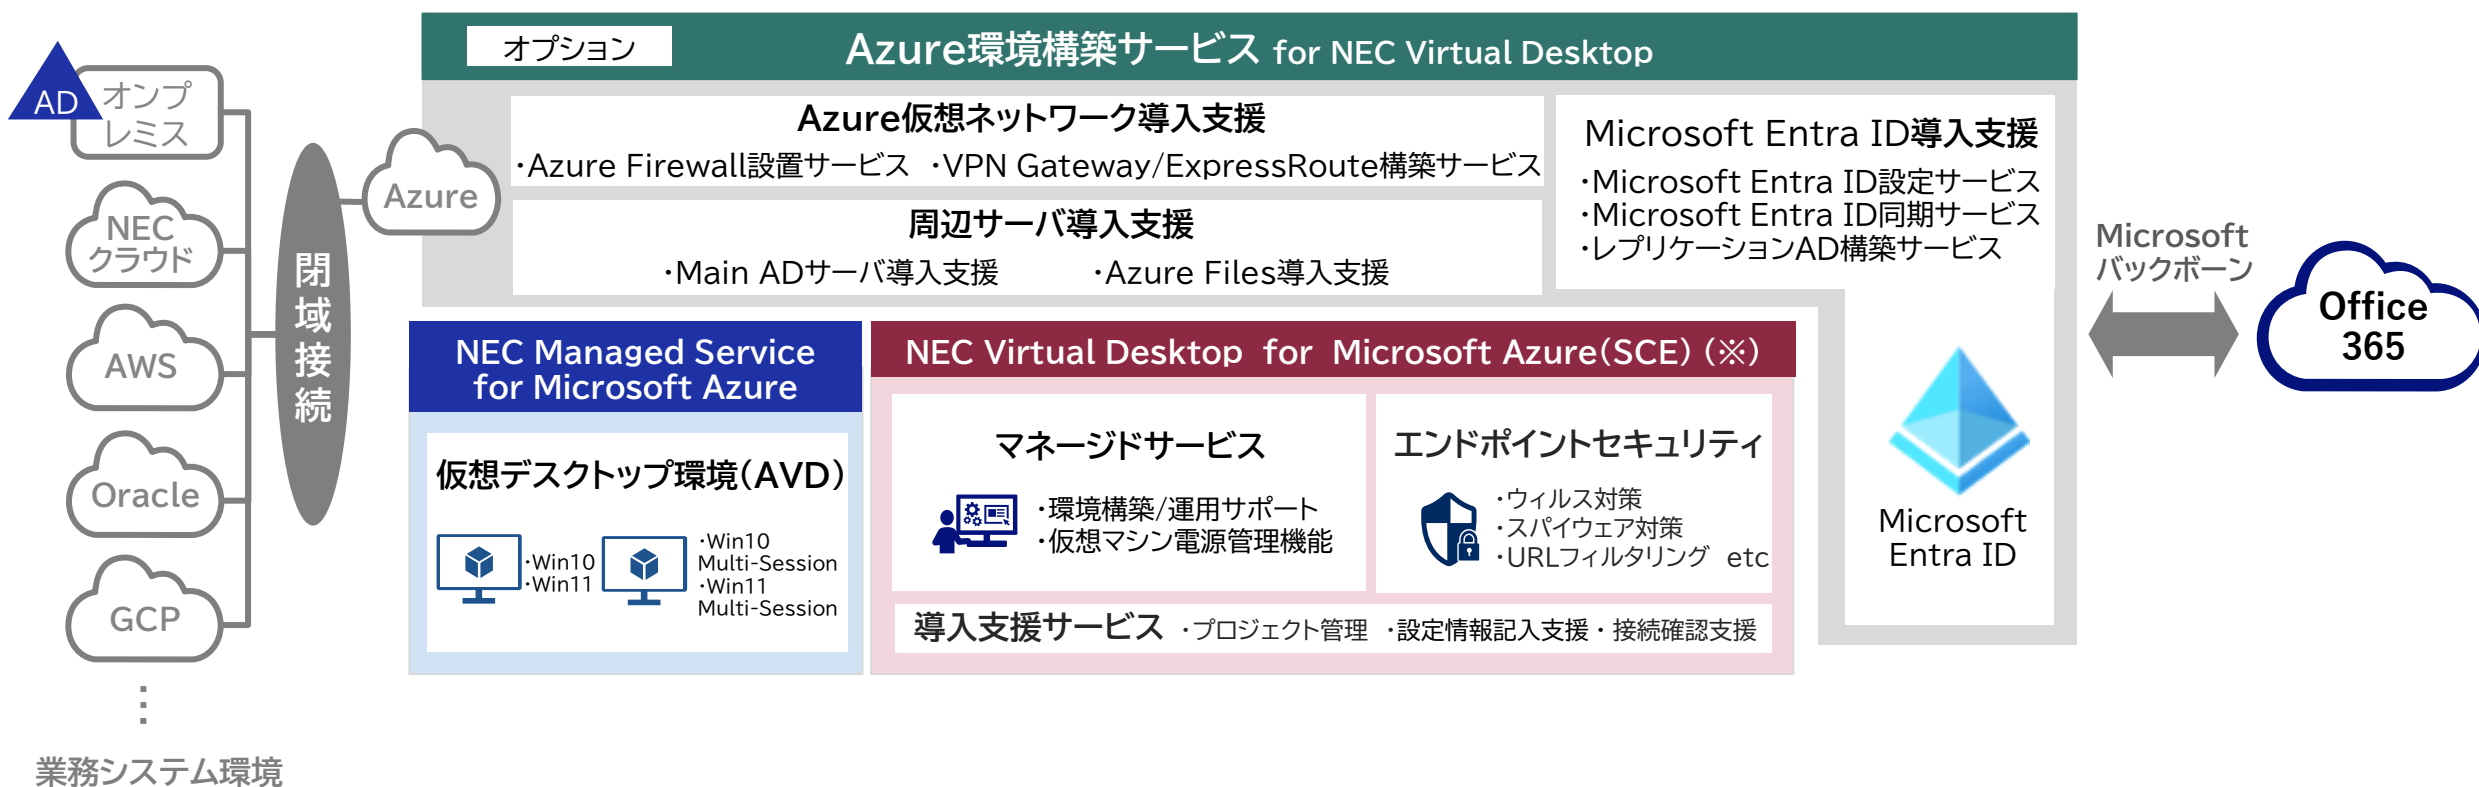 オプション
Azure環境構築サービス for NEC Virtual Desktop
AD
オンプ
レミス
NEC
クラウド
AWS
Oracle
GCP
⋮
業務システム環境
閉域接続
Azure
Azure仮想ネットワーク導入支援
・Azure Firewall設置サービス ・VPN Gateway/ExpressRoute構築サービス
周辺サーバ導入支援
・Main ADサーバ導入支援 ・Azure Files導入支援
Microsoft Entra ID導入支援
・Microsoft Entra ID設定サービス
・Microsoft Entra ID同期サービス
・レプリケーションAD構築サービス
NEC Managed Service
for Microsoft Azure
仮想デスクトップ環境(AVD)
・Win10
・Win11
・Win10
Multi-Session
・Win11
Multi-Session
NEC Virtual Desktop for Microsoft Azure(SCE) (※)
マネージドサービス
・環境構築/運用サポート
・仮想マシン電源管理機能
エンドポイントセキュリティ
・ウィルス対策
・スパイウェア対策
・URLフィルタリング etc
導入支援サービス ・プロジェクト管理 ・設定情報記入支援・接続確認支援
Microsoft
Entra ID
Microsoft
バックボーン
Office
365